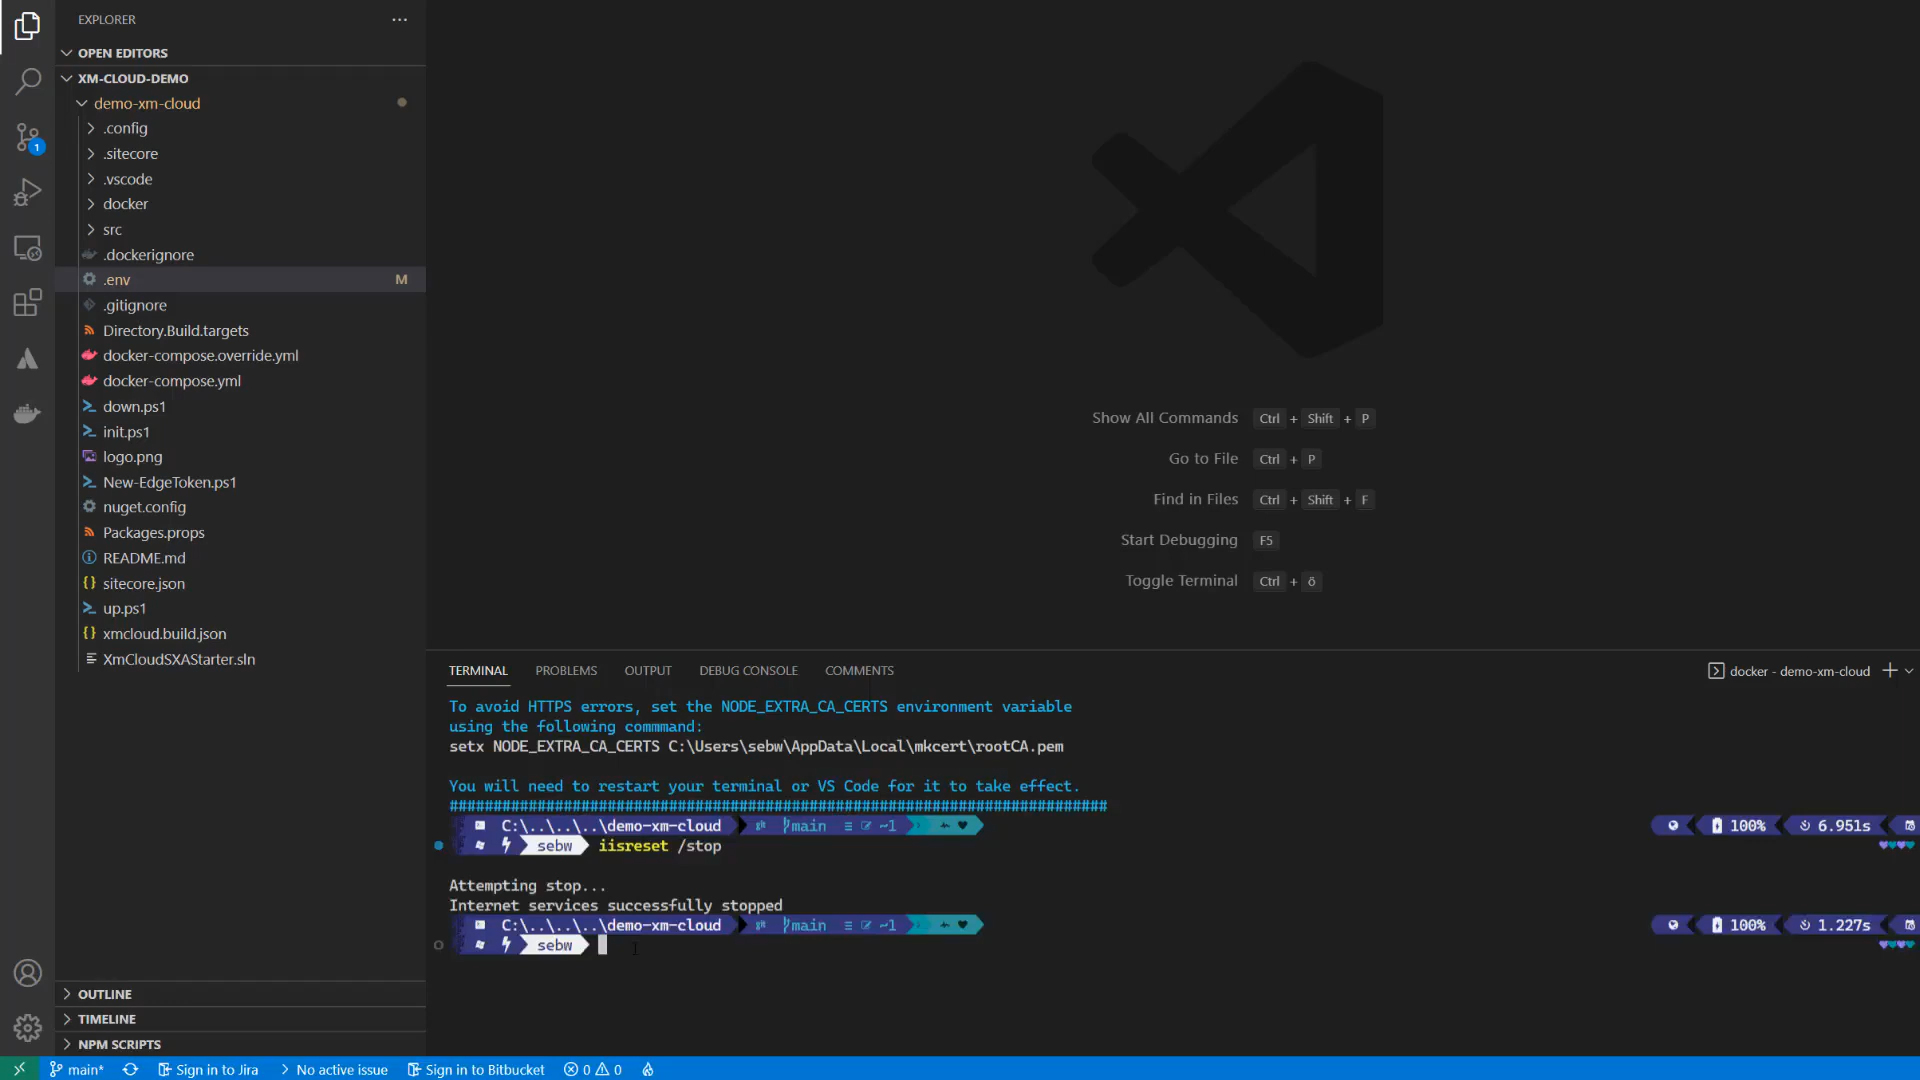 EXPLORER
OPEN EDITORS
XM-CLOUD-DEMO
demo-xm-cloud
.config
.sitecore
.vscode
docker
src
.dockerignore
.env M
.gitignore
Directory.Build.targets
docker-compose.override.yml
docker-compose.yml
down.ps1
init.ps1
logo.png
New-EdgeToken.ps1
nuget.config
Packages.props
README.md
sitecore.json
up.ps1
xmcloud.build.json
XmCloudSXAStarter.sln
OUTLINE
TIMELINE
NPM SCRIPTS
1
Show All Commands Ctrl + Shift + P
Go to File Ctrl + P
Find in Files Ctrl + Shift + F
Start Debugging F5
Toggle Terminal Ctrl + ö
TERMINAL PROBLEMS OUTPUT DEBUG CONSOLE COMMENTS
docker - demo-xm-cloud
To avoid HTTPS errors, set the NODE_EXTRA_CA_CERTS environment variable
using the following commmand:
setx NODE_EXTRA_CA_CERTS C:\Users\sebw\AppData\Local\mkcert\rootCA.pem
You will need to restart your terminal or VS Code for it to take effect.
###########################################################################
C:\..\..\..\demo-xm-cloud main ≡ ~1 100% 6.951s
sebw iisreset /stop
Attempting stop...
Internet services successfully stopped
C:\..\..\..\demo-xm-cloud main ≡ ~1 100% 1.227s
sebw
main* Sign in to Jira No active issue Sign in to Bitbucket 0 0